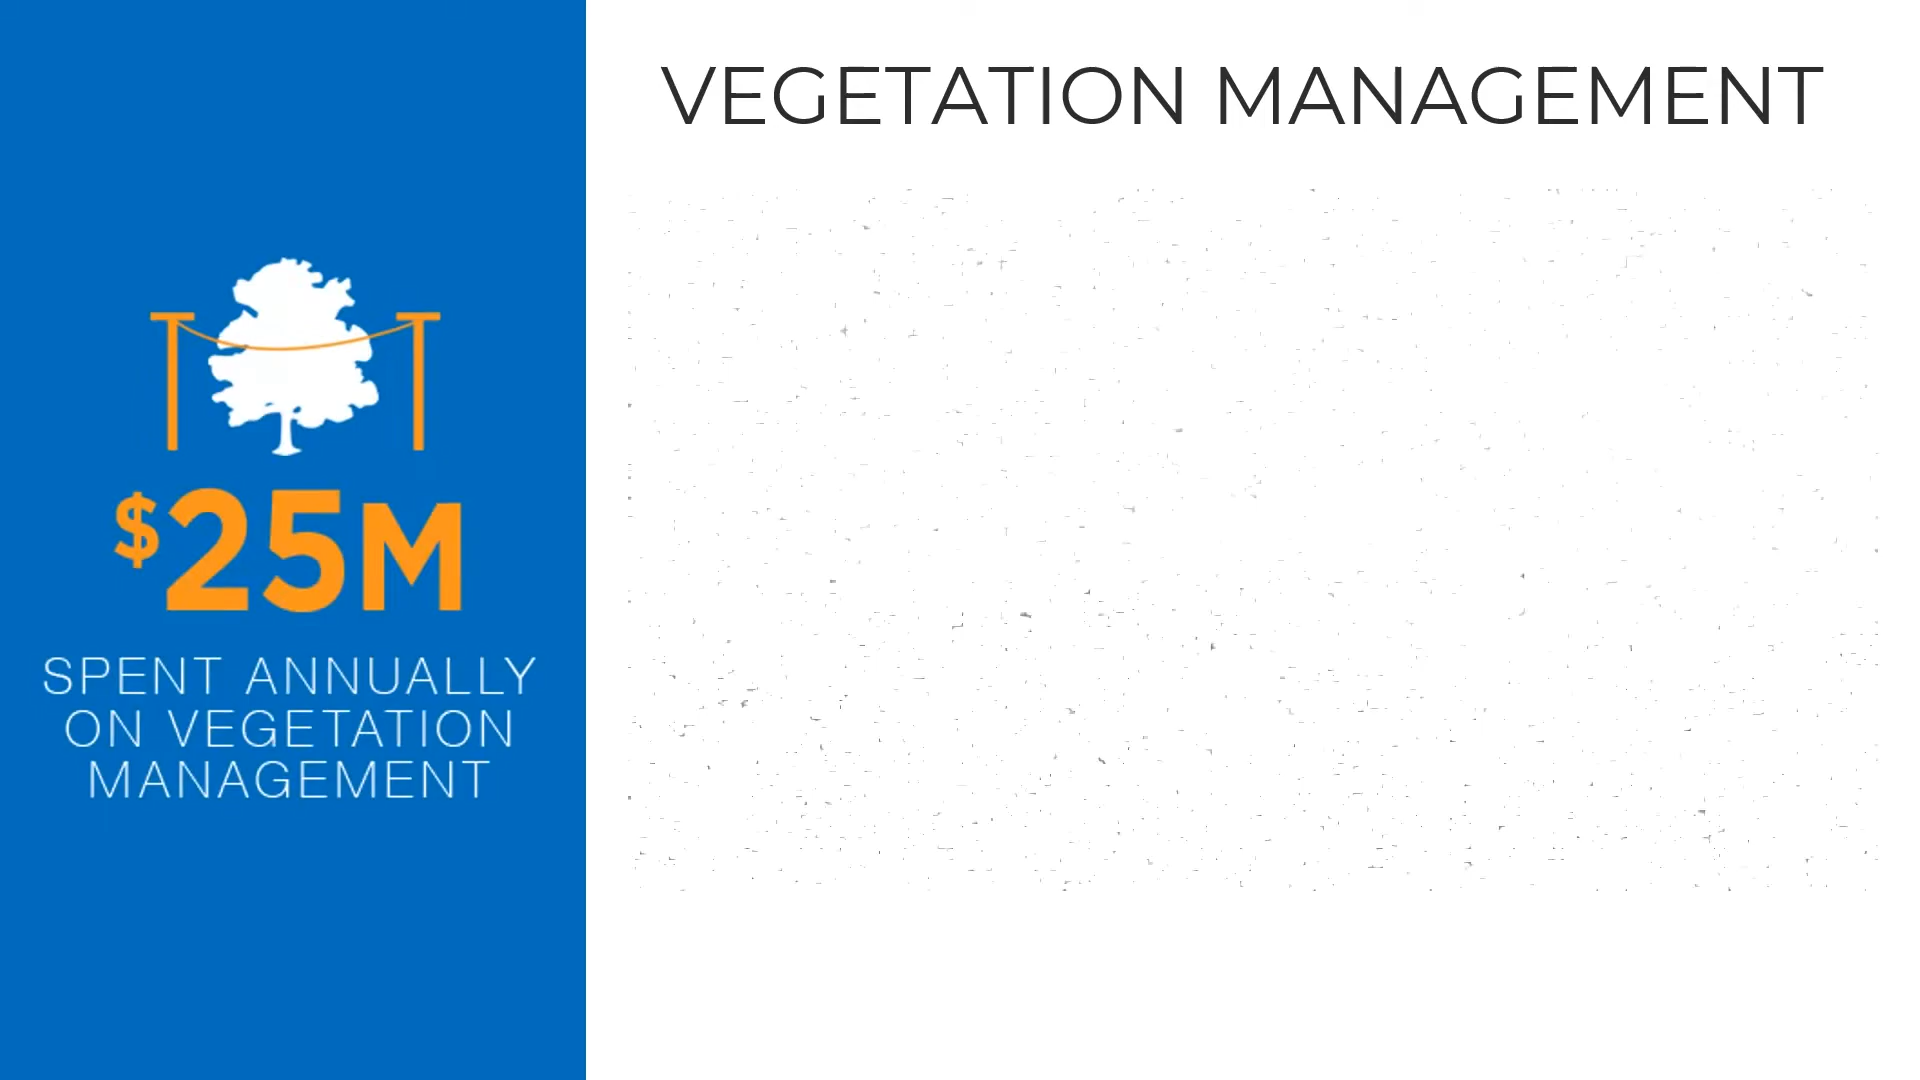 VEGETATION MANAGEMENT
$25M
SPENT ANNUALLY
ON VEGETATION
MANAGEMENT